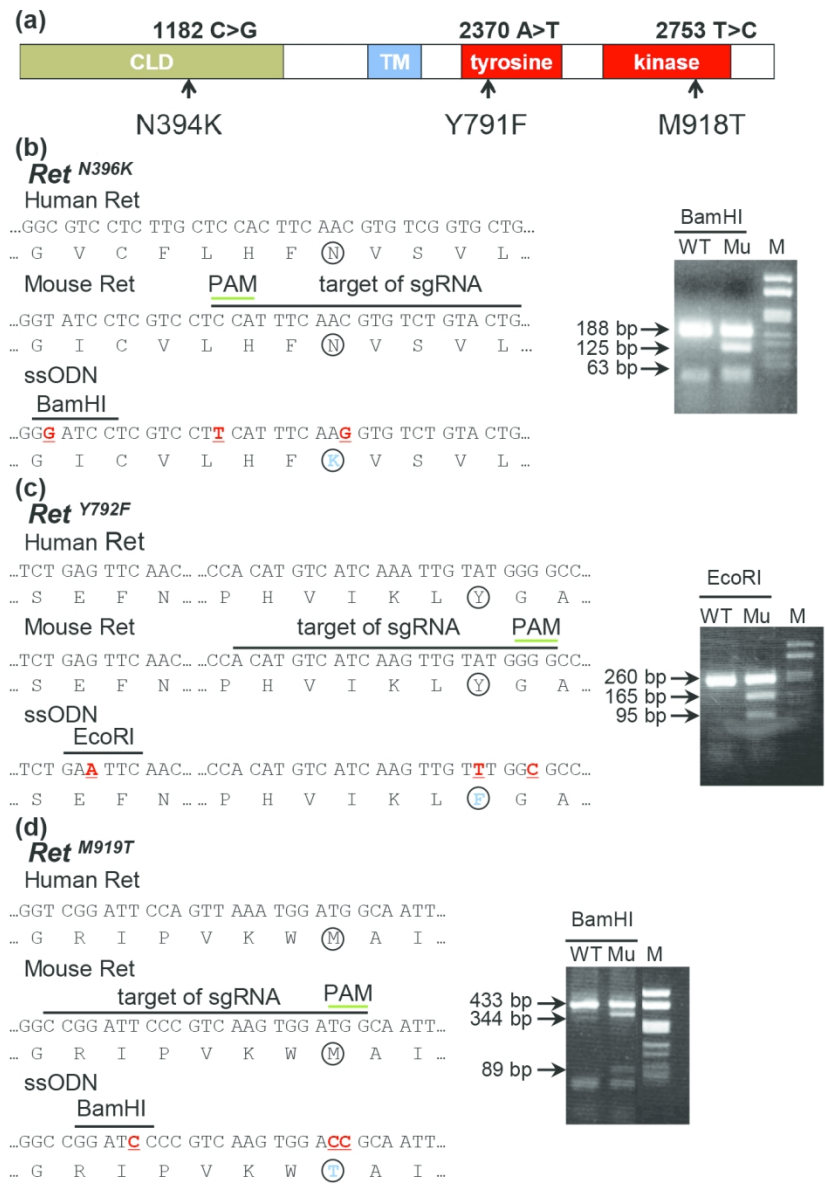 (a)
1182 C>G 2370 A>T 2753 T>C
CLD TM tyrosine kinase
N394K Y791F M918T
(b)
Ret N396K
Human Ret
...GGC GTC CTC TTG CTC CAC TTC AAC GTG TCG GTG CTG...
... G V C F L H F N V S V L ...
Mouse Ret PAM target of sgRNA
...GGT ATC CTC GTC CTC CAT TTC AAC GTG TCT GTA CTG...
... G I C V L H F N V S V L ...
ssODN
BamHI
...GGG ATC CTC GTC CTT CAT TTC AAG GTG TCT GTA CTG...
... G I C V L H F K V S V L ...
BamHI
WT Mu M
188 bp
125 bp
63 bp
(c)
Ret Y792F
Human Ret
...TCT GAG TTC AAC... ...CCA CAT GTC ATC AAA TTG TAT GGG GCC...
... S E F N ... ... P H V I K L Y G A ...
Mouse Ret target of sgRNA PAM
...TCT GAG TTC AAC... ...CCA CAT GTC ATC AAG TTG TAT GGG GCC...
... S E F N ... ... P H V I K L Y G A ...
ssODN
EcoRI
...TCT GAA TTC AAC... ...CCA CAT GTC ATC AAG TTG TTT GGC GCC...
... S E F N ... ... P H V I K L F G A ...
EcoRI
WT Mu M
260 bp
165 bp
95 bp
(d)
Ret M919T
Human Ret
...GGT CGG ATT CCA GTT AAA TGG ATG GCA ATT...
... G R I P V K W M A I ...
Mouse Ret
target of sgRNA PAM
...GGC CGG ATT CCC GTC AAG TGG ATG GCA ATT...
... G R I P V K W M A I ...
ssODN
BamHI
...GGC CGG ATC CCC GTC AAG TGG ACC GCA ATT...
... G R I P V K W T A I ...
BamHI
WT Mu M
433 bp
344 bp
89 bp